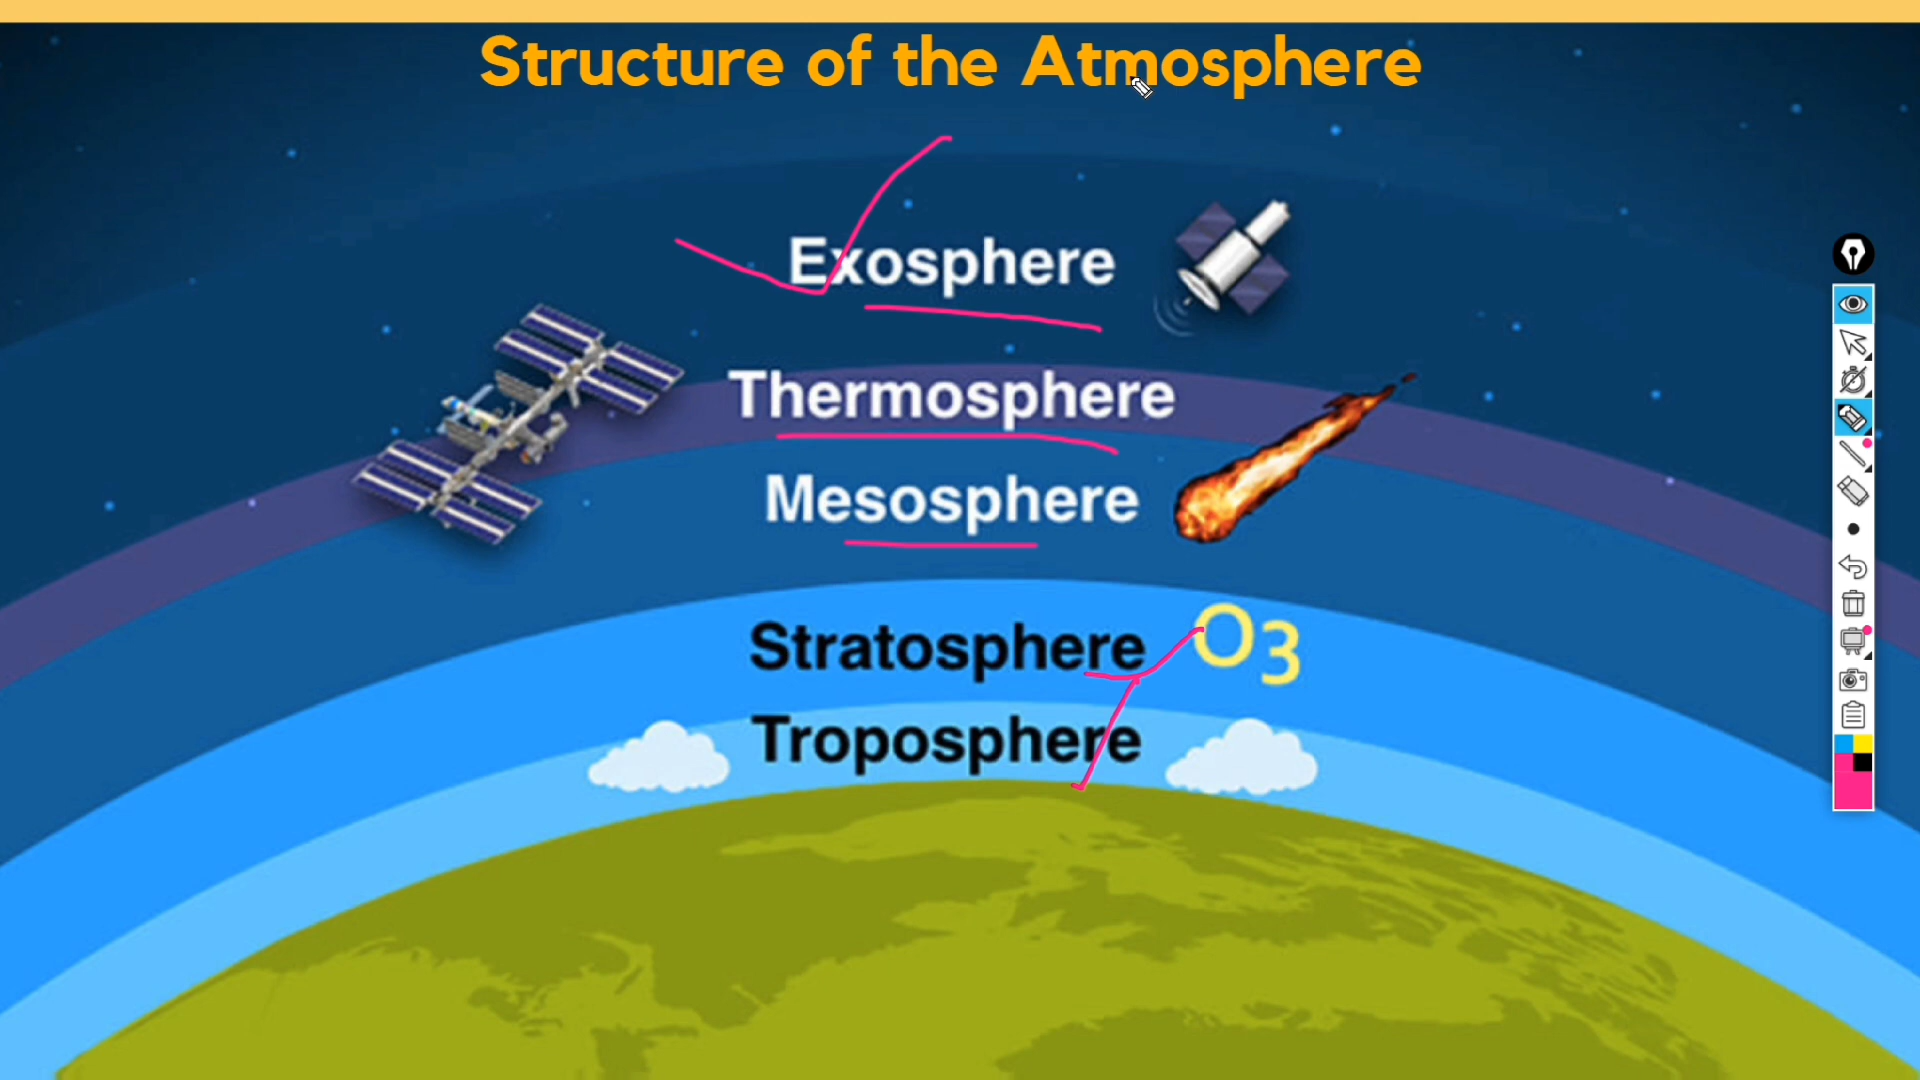 Structure of the Atmosphere
Exosphere
Thermosphere
Mesosphere
Stratosphere O3
Troposphere